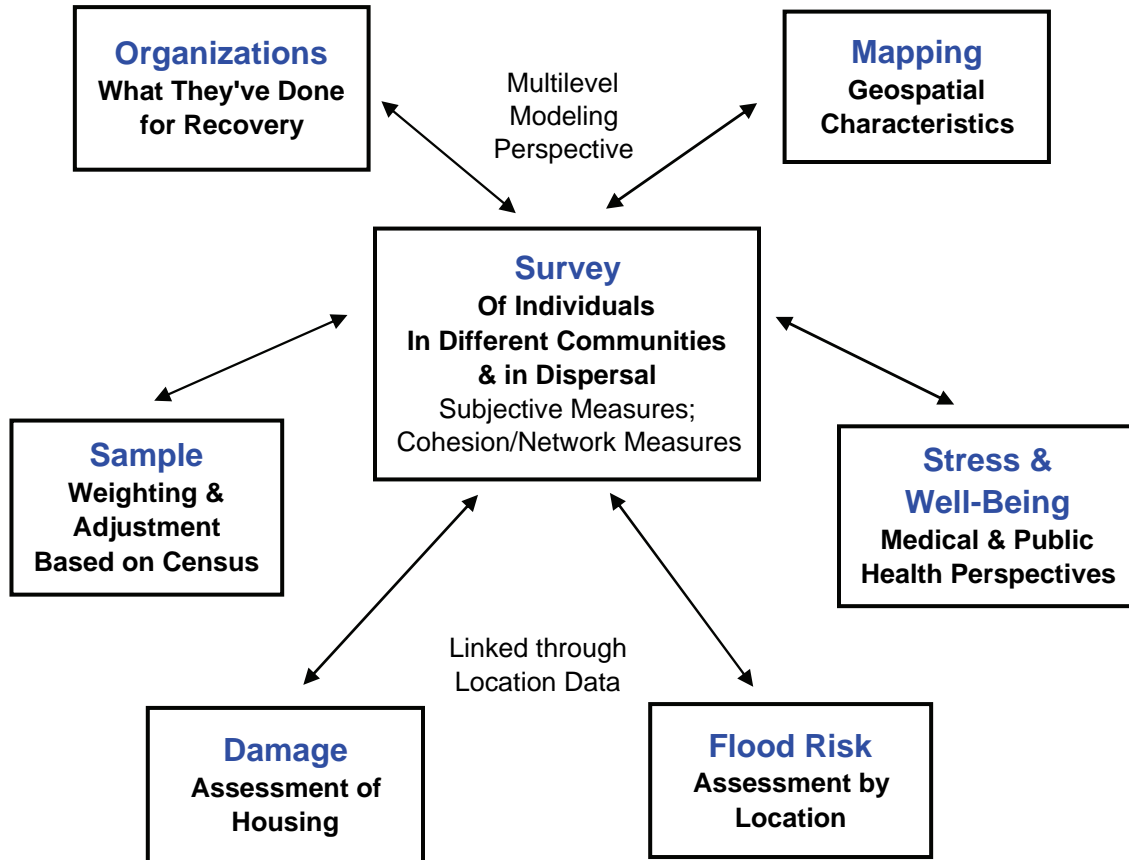 Organizations
What They've Done
for Recovery
Multilevel
Modeling
Perspective
Mapping
Geospatial
Characteristics
Survey
Of Individuals
In Different Communities
& in Dispersal
Subjective Measures;
Cohesion/Network Measures
Sample
Weighting &
Adjustment
Based on Census
Stress &
Well-Being
Medical & Public
Health Perspectives
Linked through
Location Data
Damage
Assessment of
Housing
Flood Risk
Assessment by
Location